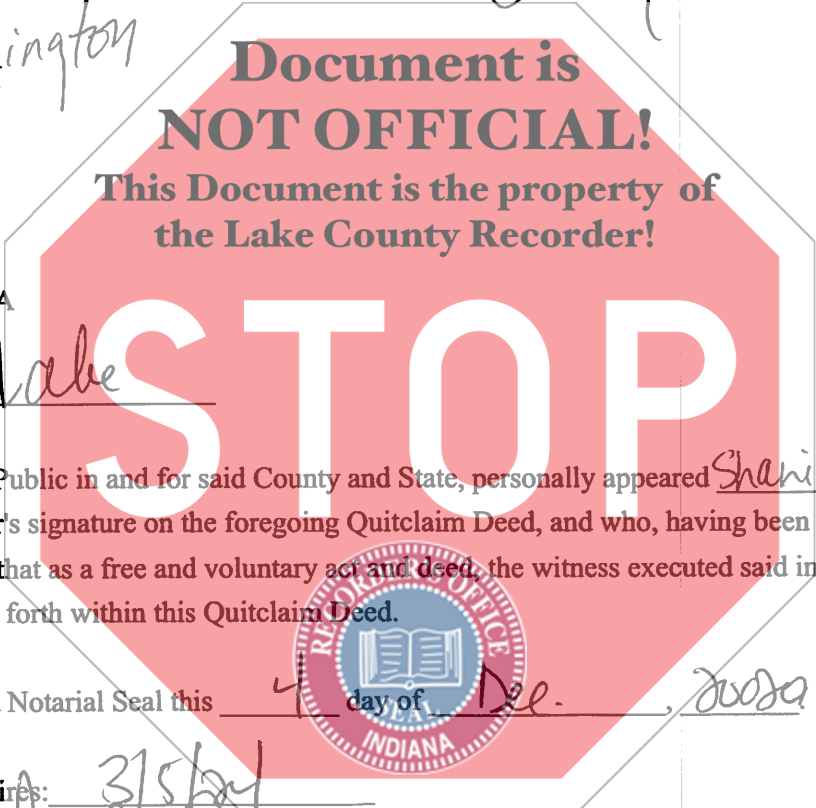 ington
Document is
NOT OFFICIAL!
This Document is the property of
the Lake County Recorder!
A
Lake
STOP
Public in and for said County and State, personally appeared Shani
r's signature on the foregoing Quitclaim Deed, and who, having been
that as a free and voluntary act and deed, the witness executed said in
forth within this Quitclaim Deed.
RECORDER'S OFFICE
SEAL
INDIANA
Notarial Seal this 4 day of Dec.,
ires: 3/5/24